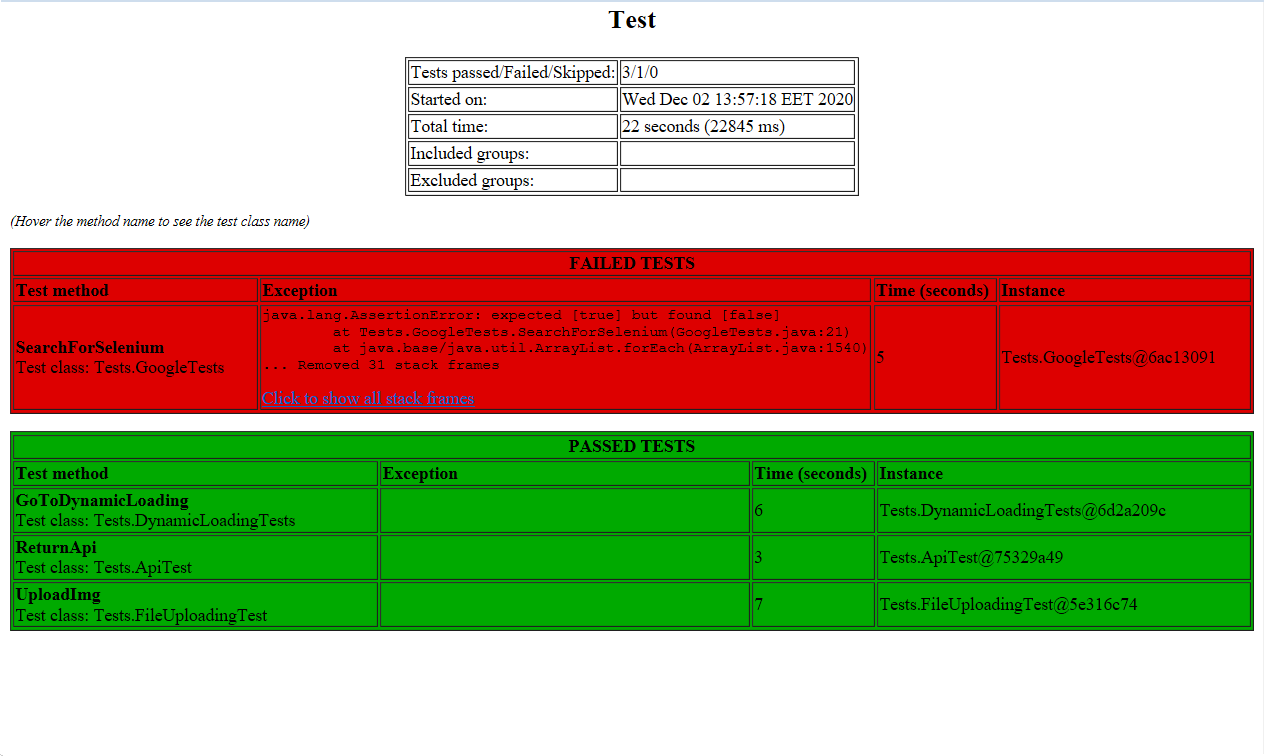 Test
Tests passed/Failed/Skipped: 3/1/0
Started on: Wed Dec 02 13:57:18 EET 2020
Total time: 22 seconds (22845 ms)
Included groups:
Excluded groups:
(Hover the method name to see the test class name)
FAILED TESTS
Test method Exception Time (seconds) Instance
SearchForSelenium
Test class: Tests.GoogleTests
java.lang.AssertionError: expected [true] but found [false]
at Tests.GoogleTests.SearchForSelenium(GoogleTests.java:21)
at java.base/java.util.ArrayList.forEach(ArrayList.java:1540)
... Removed 31 stack frames
Click to show all stack frames
5
Tests.GoogleTests@6ac13091
PASSED TESTS
Test method Exception Time (seconds) Instance
GoToDynamicLoading
Test class: Tests.DynamicLoadingTests
6
Tests.DynamicLoadingTests@6d2a209c
ReturnApi
Test class: Tests.ApiTest
3
Tests.ApiTest@75329a49
UploadImg
Test class: Tests.FileUploadingTest
7
Tests.FileUploadingTest@5e316c74